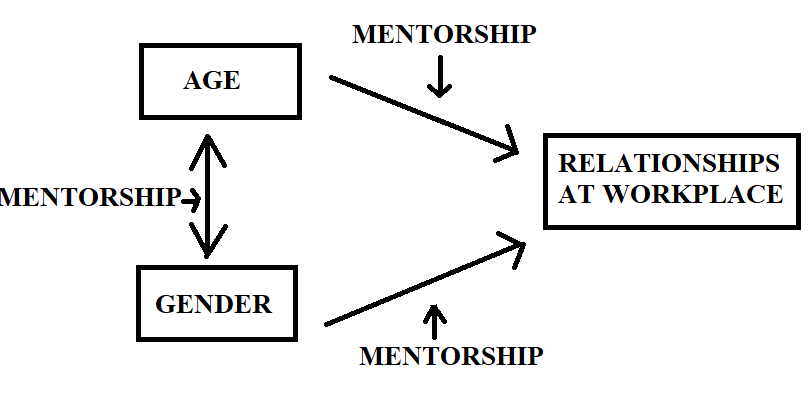 MENTORSHIP
AGE
RELATIONSHIPS
AT WORKPLACE
MENTORSHIP
GENDER
MENTORSHIP